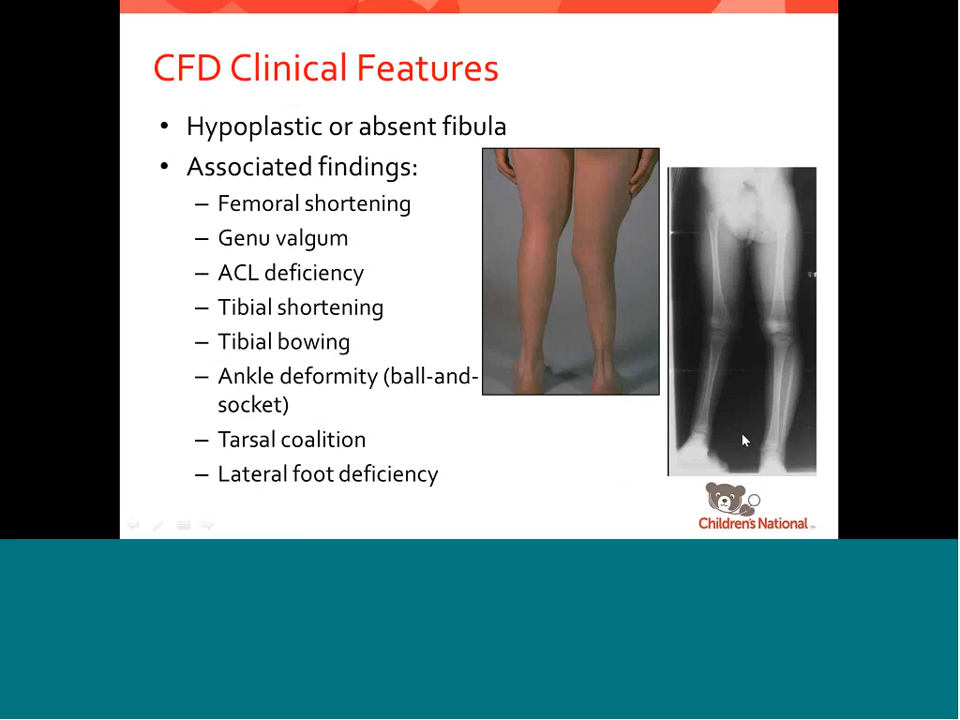 CFD Clinical Features
• Hypoplastic or absent fibula
• Associated findings:
– Femoral shortening
– Genu valgum
– ACL deficiency
– Tibial shortening
– Tibial bowing
– Ankle deformity (ball-and-
socket)
– Tarsal coalition
– Lateral foot deficiency
Children's National™